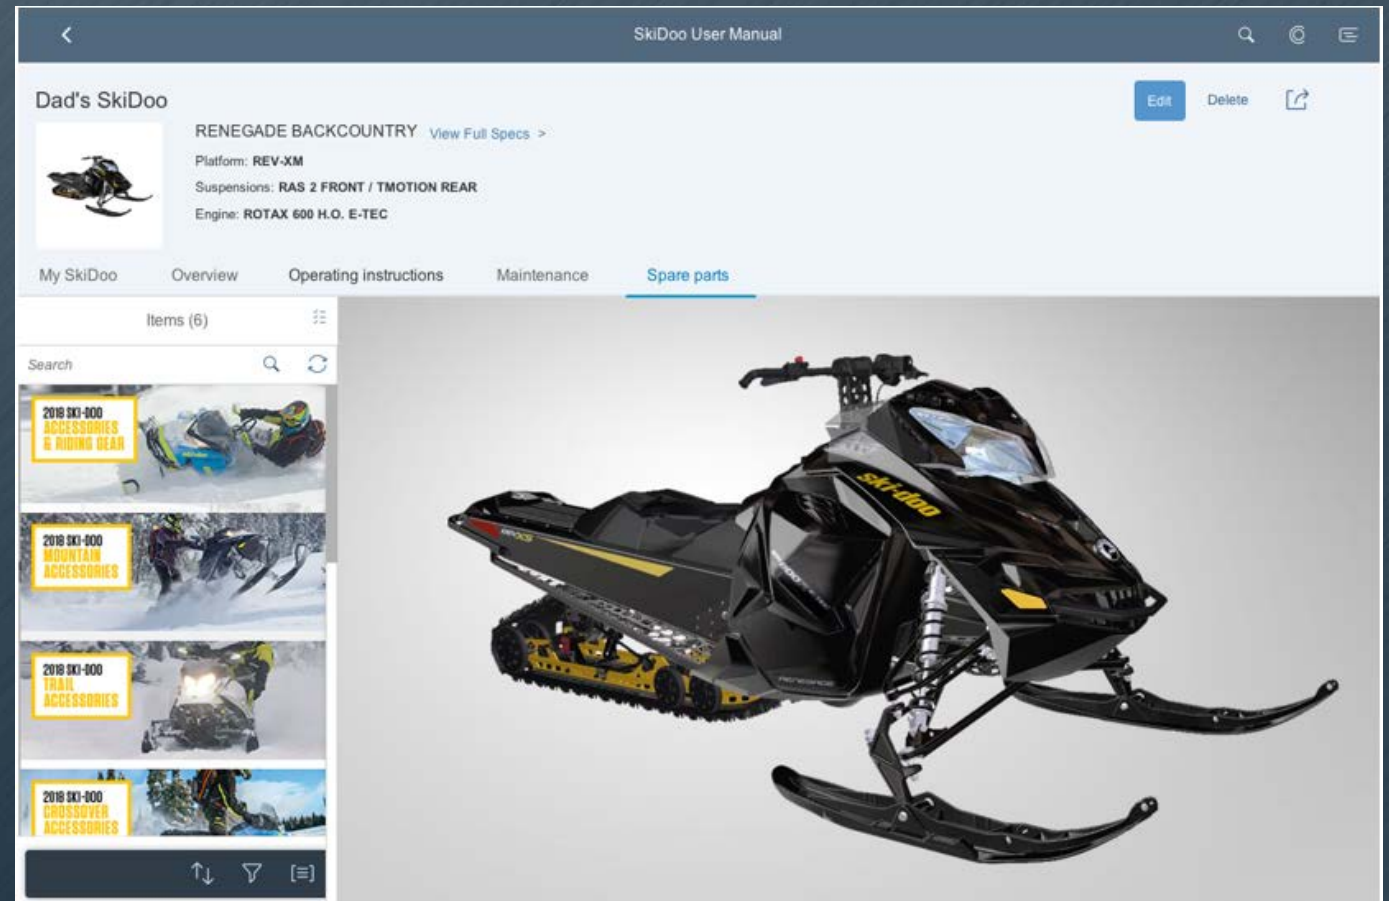 SkiDoo User Manual
Dad's SkiDoo
Edit
Delete
RENEGADE BACKCOUNTRY View Full Specs >
Platform: REV-XM
Suspensions: RAS 2 FRONT / TMOTION REAR
Engine: ROTAX 600 H.O. E-TEC
My SkiDoo Overview Operating instructions Maintenance Spare parts
Items (6)
Search
2018 SKI-DOO
ACCESSORIES
& RIDING GEAR
2018 SKI-DOO
MOUNTAIN
ACCESSORIES
2018 SKI-DOO
TRAIL
ACCESSORIES
2018 SKI-DOO
CROSSOVER
ACCESSORIES
ski-doo
RENEGADE